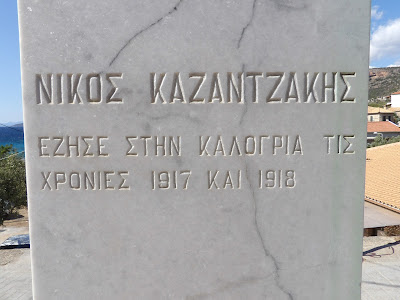 ΝΙΚΟΣ ΚΑΖΑΝΤΖΑΚΗΣ
ΕΖΗΣΕ ΣΤΗΝ ΚΑΛΟΓΡΙΑ ΤΙΣ
ΧΡΟΝΙΕΣ 1917 ΚΑΙ 1918